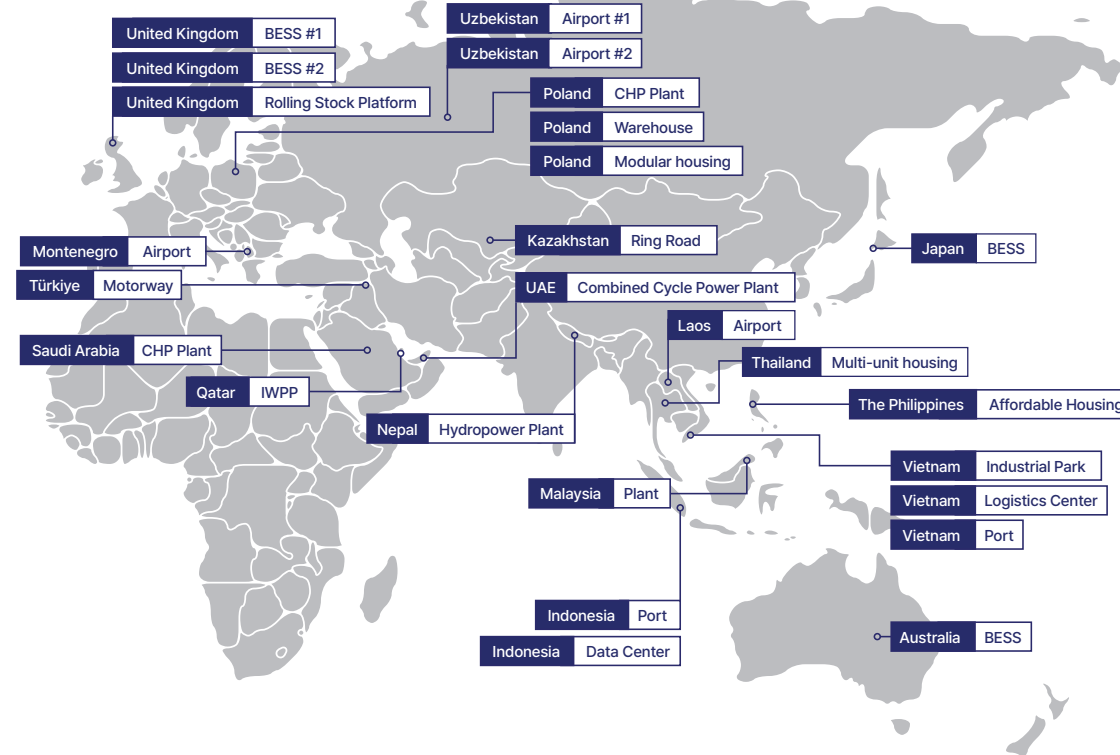 United Kingdom BESS #1
United Kingdom BESS #2
United Kingdom Rolling Stock Platform
Uzbekistan Airport #1
Uzbekistan Airport #2
Poland CHP Plant
Poland Warehouse
Poland Modular housing
Montenegro Airport
Türkiye Motorway
Kazakhstan Ring Road
Japan BESS
UAE Combined Cycle Power Plant
Laos Airport
Saudi Arabia CHP Plant
Thailand Multi-unit housing
Qatar IWPP
The Philippines Affordable Housing
Nepal Hydropower Plant
Vietnam Industrial Park
Vietnam Logistics Center
Vietnam Port
Malaysia Plant
Indonesia Port
Indonesia Data Center
Australia BESS